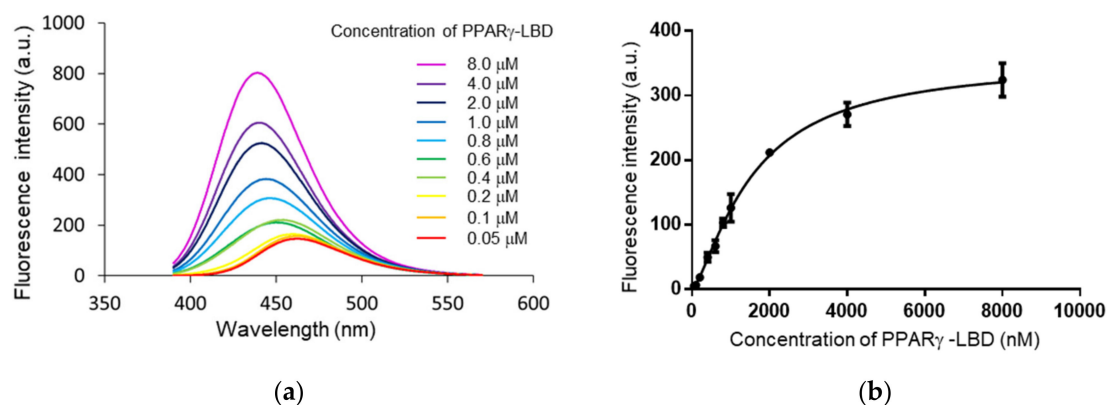 1000
800
600
400
200
0
Fluorescence intensity (a.u.)
350 400 450 500 550 600
Wavelength (nm)
Concentration of PPARγ-LBD
8.0 μM
4.0 μM
2.0 μM
1.0 μM
0.8 μM
0.6 μM
0.4 μM
0.2 μM
0.1 μM
0.05 μM
(a)
400
300
200
100
0
Fluorescence intensity (a.u.)
0 2000 4000 6000 8000 10000
Concentration of PPARγ -LBD (nM)
(b)